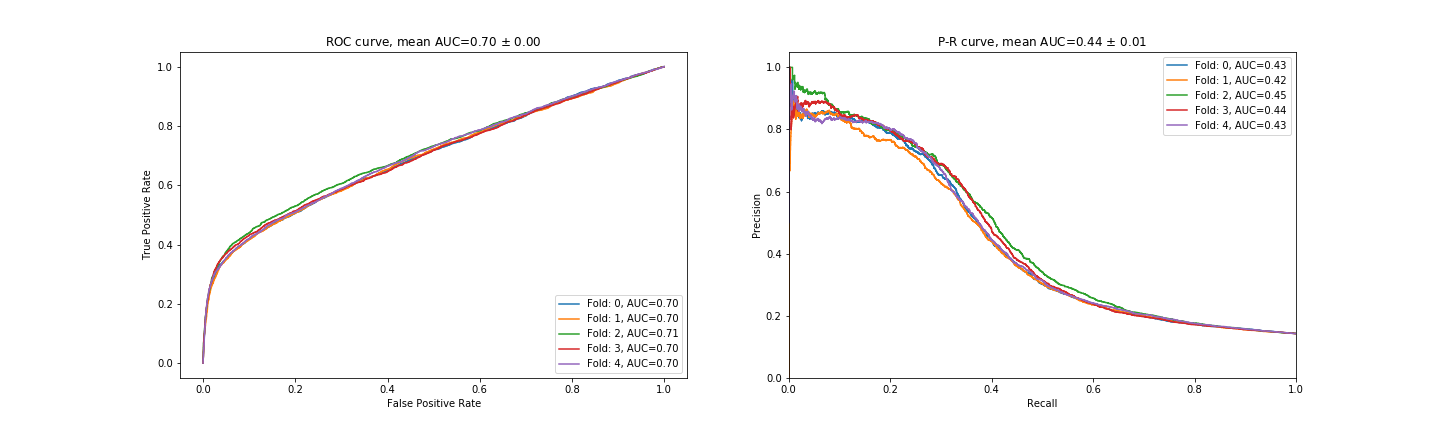 ROC curve, mean AUC=0.70 ± 0.00
True Positive Rate
1.0
0.8
0.6
0.4
0.2
0.0
Fold: 0, AUC=0.70
Fold: 1, AUC=0.70
Fold: 2, AUC=0.71
Fold: 3, AUC=0.70
Fold: 4, AUC=0.70
0.0 0.2 0.4 0.6 0.8 1.0
False Positive Rate
P-R curve, mean AUC=0.44 ± 0.01
Precision
1.0
0.8
0.6
0.4
0.2
0.0
Fold: 0, AUC=0.43
Fold: 1, AUC=0.42
Fold: 2, AUC=0.45
Fold: 3, AUC=0.44
Fold: 4, AUC=0.43
0.0 0.2 0.4 0.6 0.8 1.0
Recall